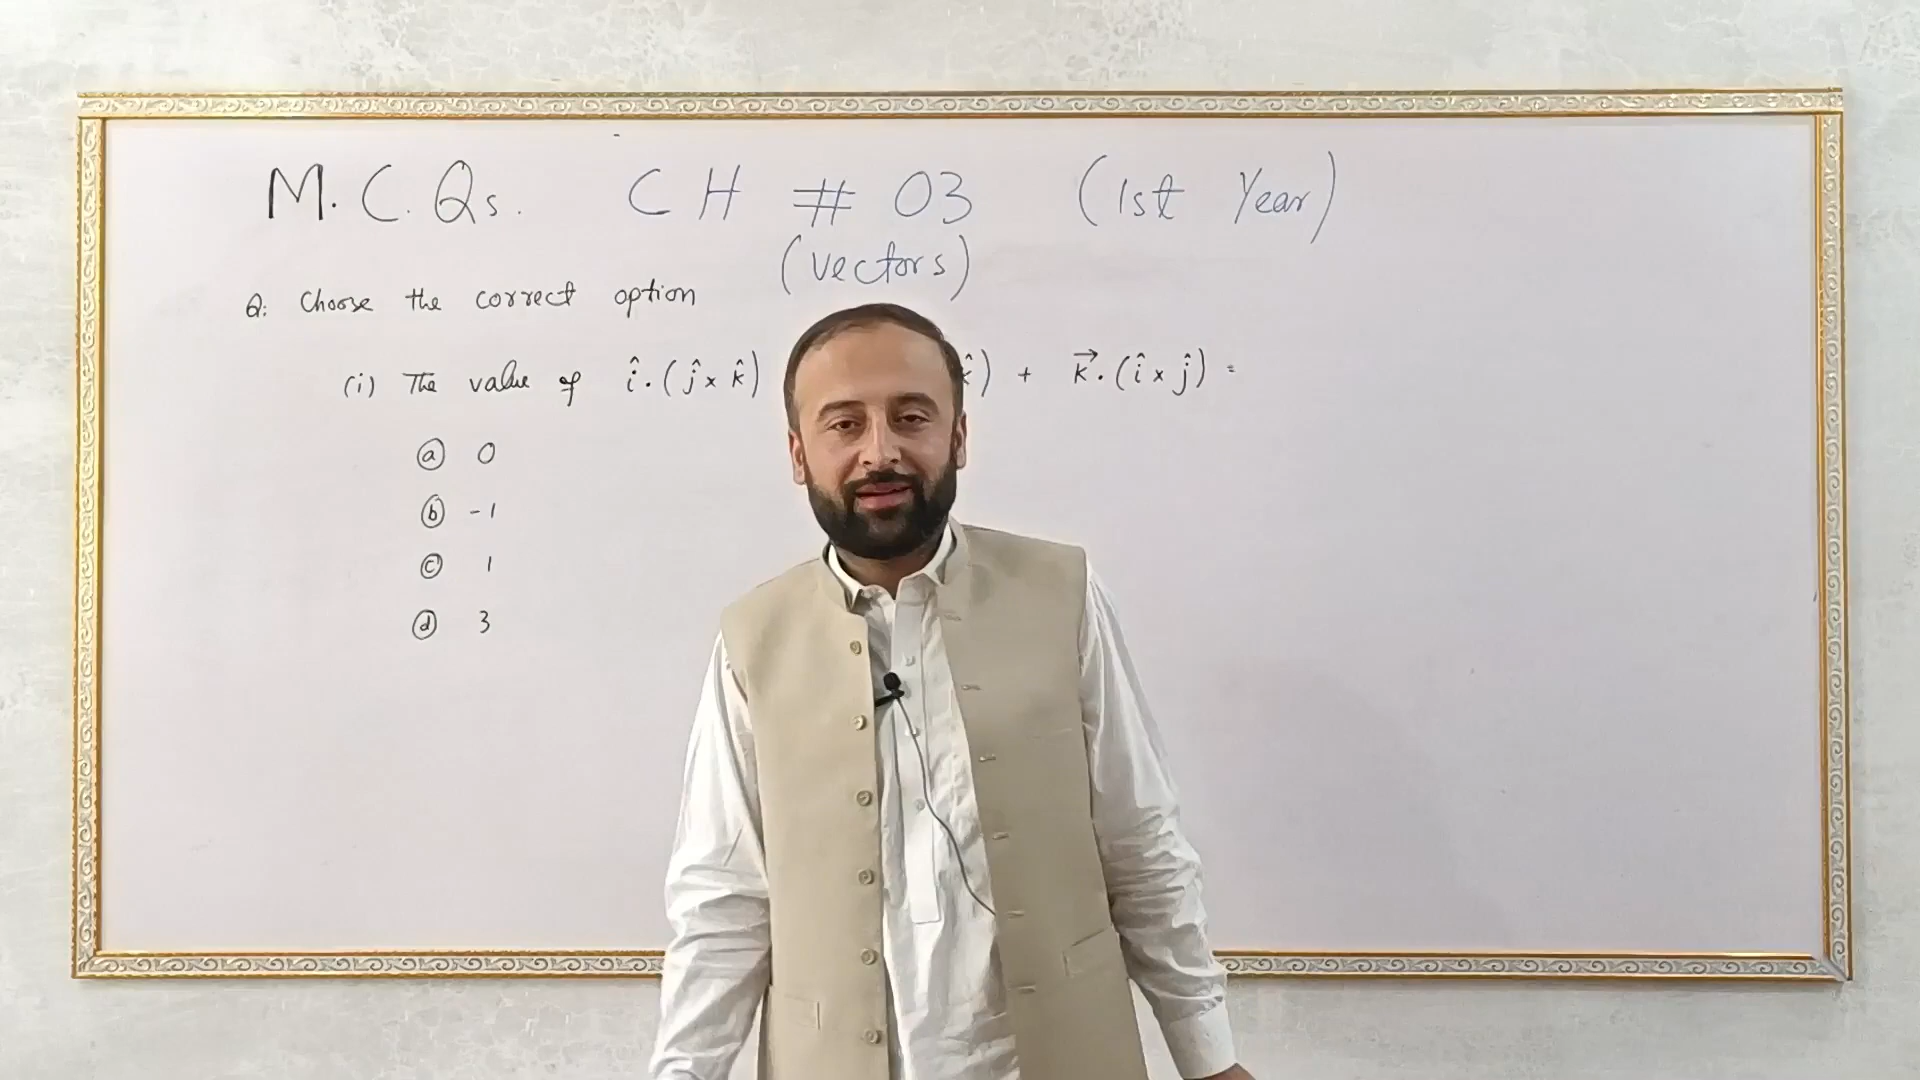 M.C.Qs. CH # 03 (1st Year)
(vectors)
Q: Choose the correct option
(i) The value of î.(ĵ x k̂) k̂) + k⃗.(î x ĵ) =
(a) 0
(b) -1
(c) 1
(d) 3